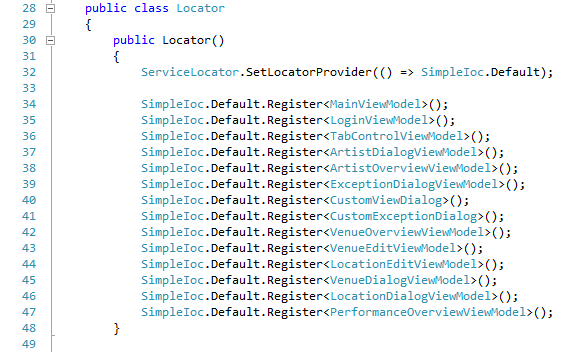 28 public class Locator
29 {
30 public Locator()
31 {
32 ServiceLocator.SetLocatorProvider(() => SimpleIoc.Default);
33
34 SimpleIoc.Default.Register<MainViewModel>();
35 SimpleIoc.Default.Register<LoginViewModel>();
36 SimpleIoc.Default.Register<TabControlViewModel>();
37 SimpleIoc.Default.Register<ArtistDialogViewModel>();
38 SimpleIoc.Default.Register<ArtistOverviewViewModel>();
39 SimpleIoc.Default.Register<ExceptionDialogViewModel>();
40 SimpleIoc.Default.Register<CustomViewDialog>();
41 SimpleIoc.Default.Register<CustomExceptionDialog>();
42 SimpleIoc.Default.Register<VenueOverviewViewModel>();
43 SimpleIoc.Default.Register<VenueEditViewModel>();
44 SimpleIoc.Default.Register<LocationEditViewModel>();
45 SimpleIoc.Default.Register<VenueDialogViewModel>();
46 SimpleIoc.Default.Register<LocationDialogViewModel>();
47 SimpleIoc.Default.Register<PerformanceOverviewViewModel>();
48 }
49